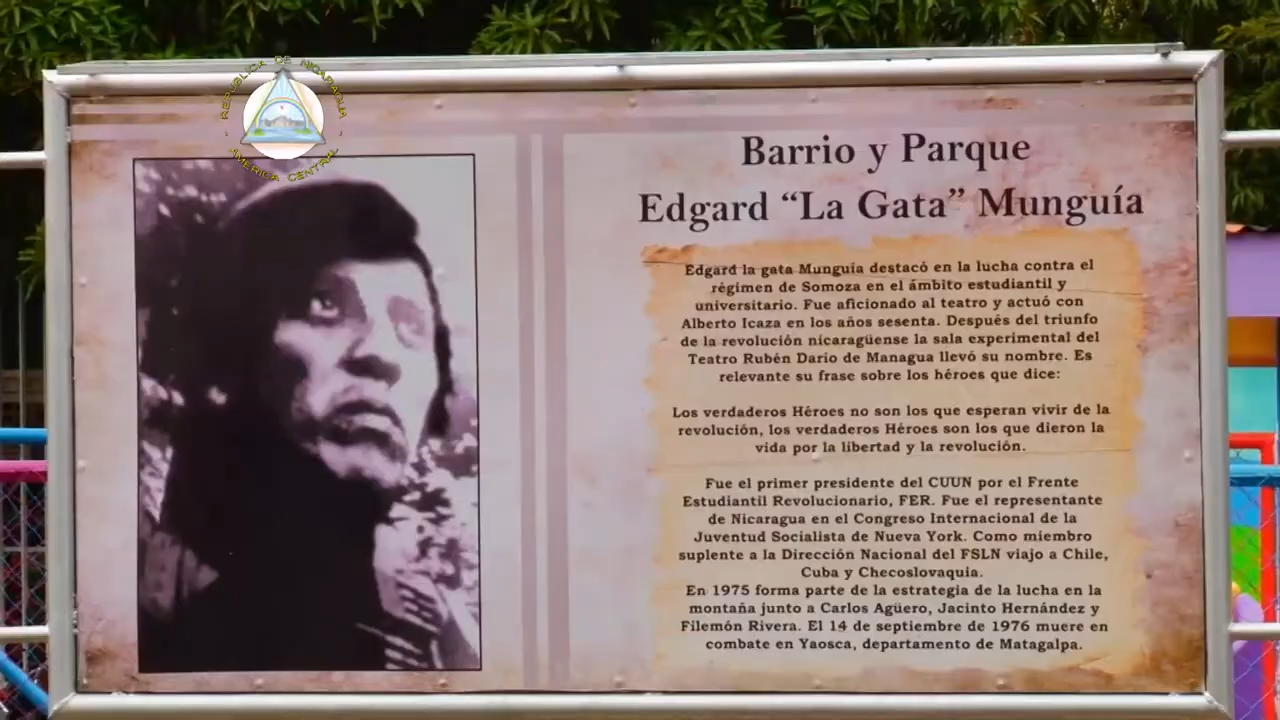 REPUBLICA DE NICARAGUA
AMERICA CENTRAL
Barrio y Parque
Edgard “La Gata” Munguía
Edgard la gata Munguía destacó en la lucha contra el
régimen de Somoza en el ámbito estudiantil y
universitario. Fue aficionado al teatro y actuó con
Alberto Icaza en los años sesenta. Después del triunfo
de la revolución nicaragüense la sala experimental del
Teatro Rubén Darío de Managua llevó su nombre. Es
relevante su frase sobre los héroes que dice:
Los verdaderos Héroes no son los que esperan vivir de la
revolución, los verdaderos Héroes son los que dieron la
vida por la libertad y la revolución.
Fue el primer presidente del CUUN por el Frente
Estudiantil Revolucionario, FER. Fue el representante
de Nicaragua en el Congreso Internacional de la
Juventud Socialista de Nueva York. Como miembro
suplente a la Dirección Nacional del FSLN viajo a Chile,
Cuba y Checoslovaquia.
En 1975 forma parte de la estrategia de la lucha en la
montaña junto a Carlos Agüero, Jacinto Hernández y
Filemón Rivera. El 14 de septiembre de 1976 muere en
combate en Yaosca, departamento de Matagalpa.